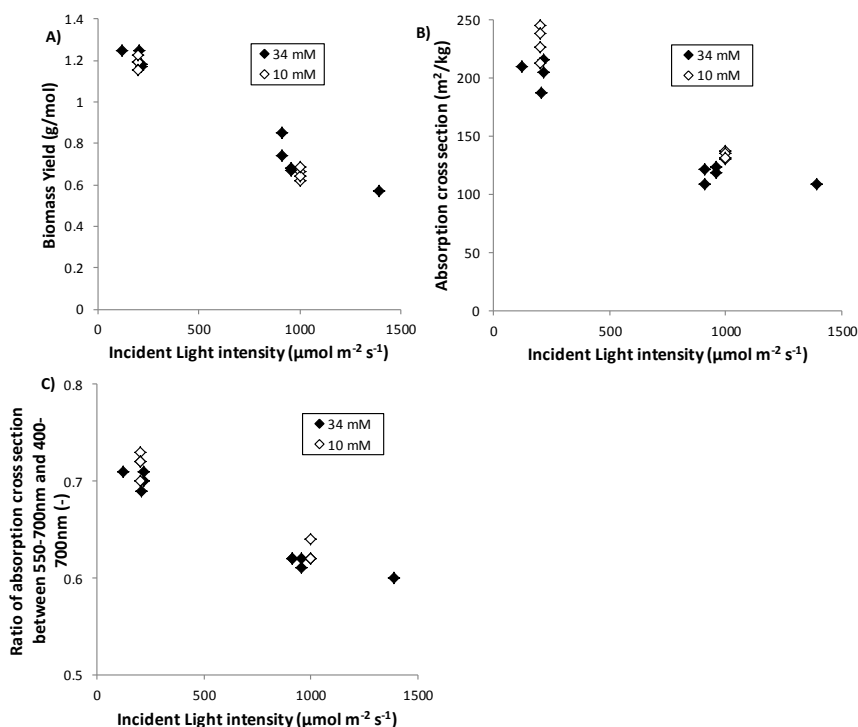 A)
1.4
1.2
1
0.8
0.6
0.4
0.2
0
0 500 1000 1500
Biomass Yield (g/mol)
Incident Light intensity (µmol m⁻² s⁻¹)
34 mM
10 mM
B)
250
200
150
100
50
0
0 500 1000 1500
Absorption cross section (m²/kg)
Incident Light intensity (µmol m⁻² s⁻¹)
34 mM
10 mM
C)
0.8
0.7
0.6
0.5
0 500 1000 1500
Ratio of absorption cross section
between 550-700nm and 400-
700nm (-)
Incident Light intensity (µmol m⁻² s⁻¹)
34 mM
10 mM